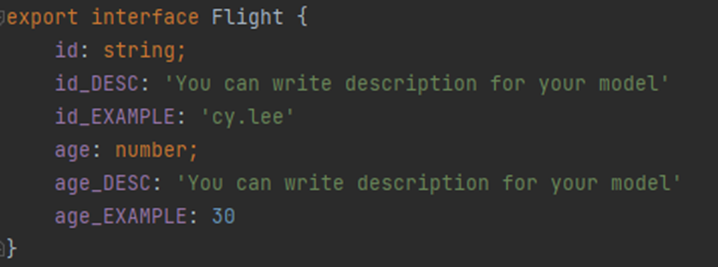 export interface Flight {
id: string;
id_DESC: 'You can write description for your model'
id_EXAMPLE: 'cy.lee'
age: number;
age_DESC: 'You can write description for your model'
age_EXAMPLE: 30
}